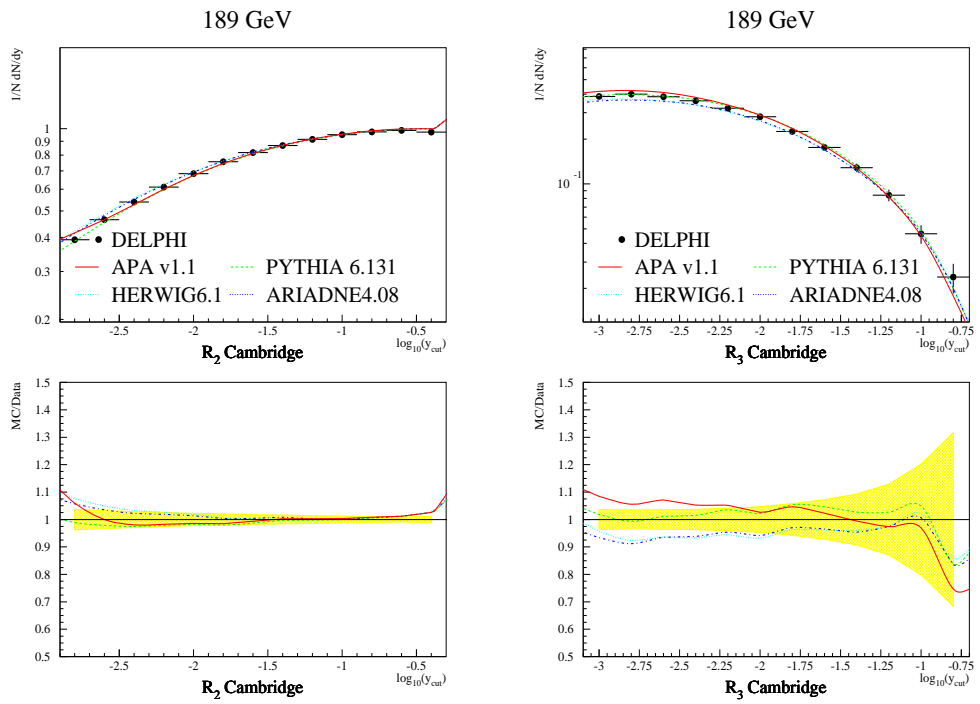 189 GeV
1/N dN/dy
1
0.9
0.8
0.7
0.6
0.5
0.4
0.3
0.2
DELPHI
APA v1.1
PYTHIA 6.131
HERWIG6.1
ARIADNE4.08
-2.5
-2
-1.5
-1
-0.5
log10(ycut)
R2 Cambridge
189 GeV
1/N dN/dy
10-1
DELPHI
APA v1.1
PYTHIA 6.131
HERWIG6.1
ARIADNE4.08
-3
-2.75
-2.5
-2.25
-2
-1.75
-1.5
-1.25
-1
-0.75
log10(ycut)
R3 Cambridge
MC/Data
1.5
1.4
1.3
1.2
1.1
1
0.9
0.8
0.7
0.6
0.5
-2.5
-2
-1.5
-1
-0.5
log10(ycut)
R2 Cambridge
MC/Data
1.5
1.4
1.3
1.2
1.1
1
0.9
0.8
0.7
0.6
0.5
-3
-2.75
-2.5
-2.25
-2
-1.75
-1.5
-1.25
-1
-0.75
log10(ycut)
R3 Cambridge